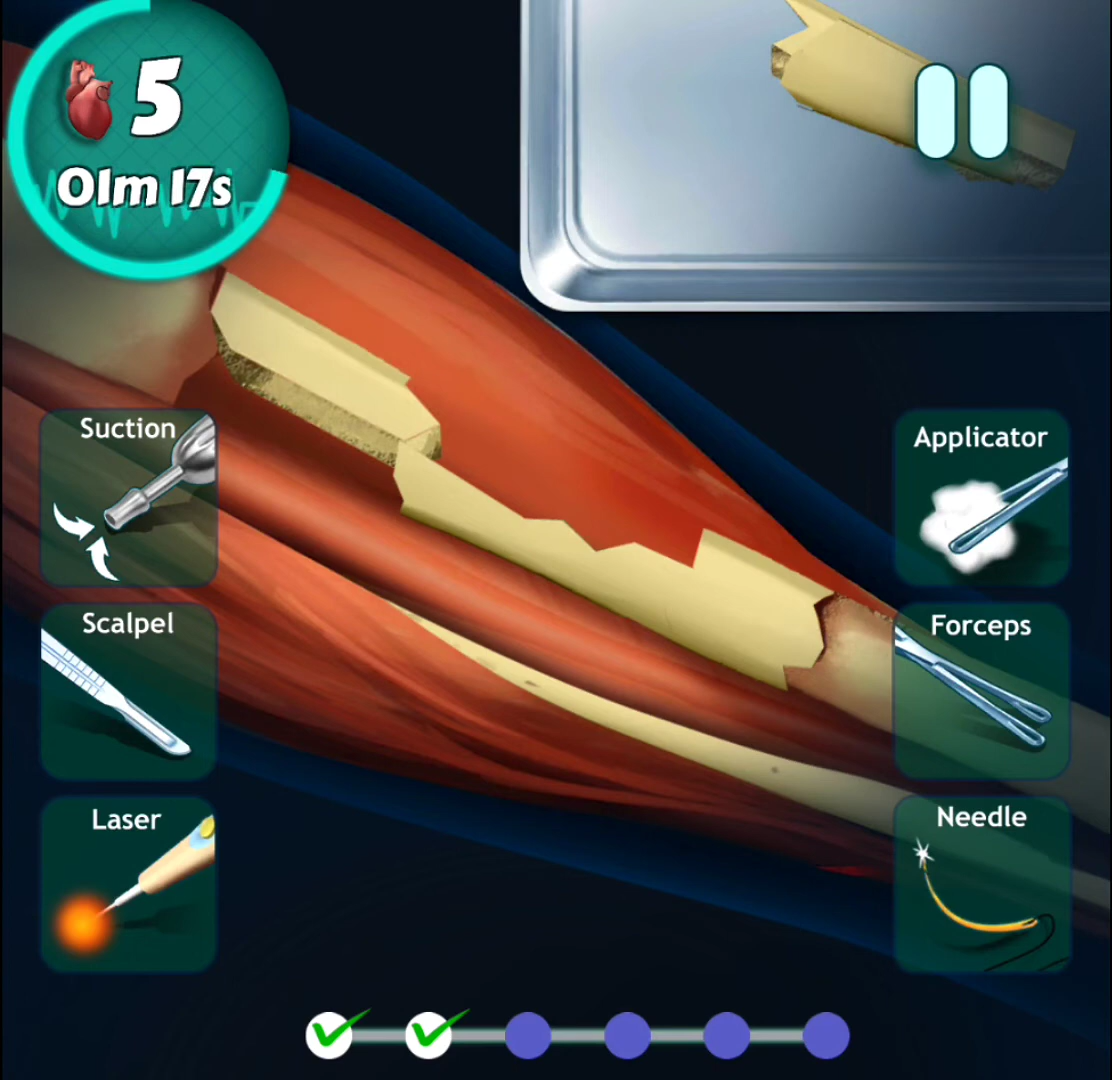 5
01m 17s
Suction
Applicator
Scalpel
Forceps
Laser
Needle